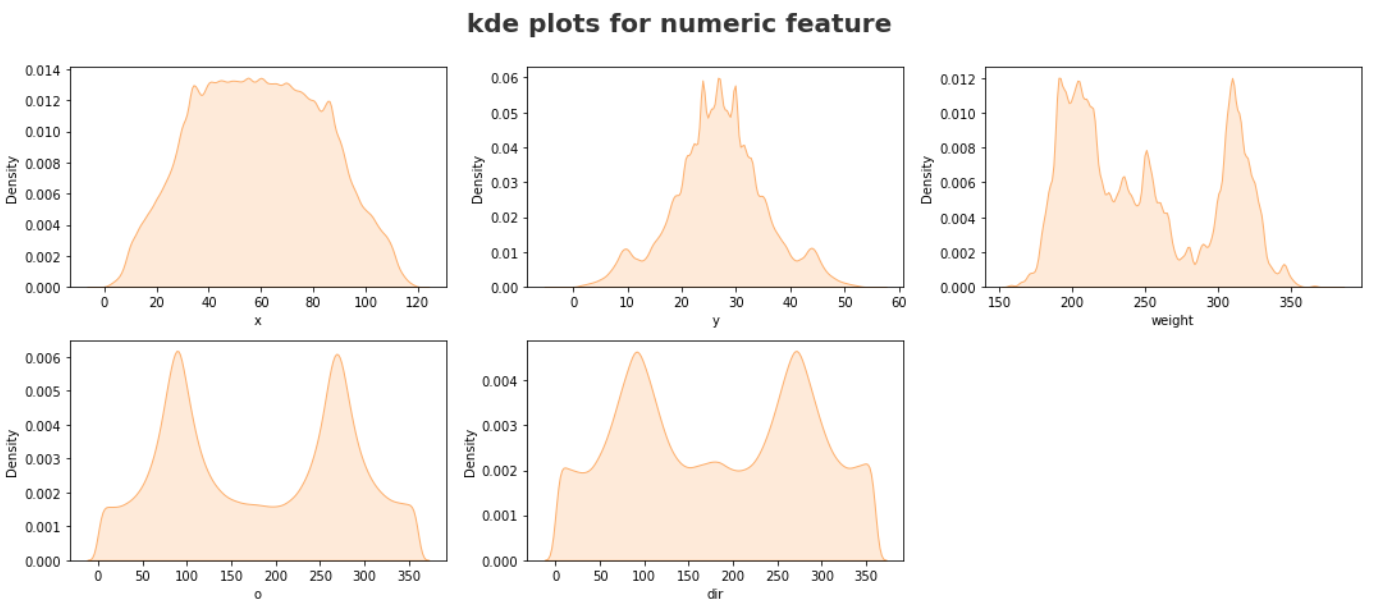 kde plots for numeric feature
0.014
0.012
0.010
0.008
0.006
0.004
0.002
0.000
Density
0 20 40 60 80 100 120
x
0.06
0.05
0.04
0.03
0.02
0.01
0.00
Density
0 10 20 30 40 50 60
y
0.012
0.010
0.008
0.006
0.004
0.002
0.000
Density
150 200 250 300 350
weight
0.006
0.005
0.004
0.003
0.002
0.001
0.000
Density
0 50 100 150 200 250 300 350
o
0.004
0.003
0.002
0.001
0.000
Density
0 50 100 150 200 250 300 350
dir